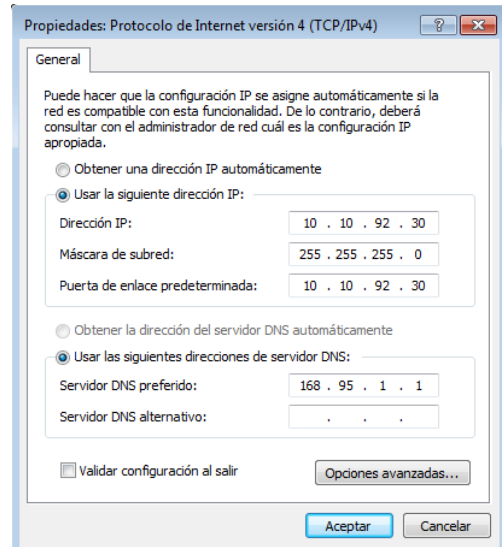 Propiedades: Protocolo de Internet versión 4 (TCP/IPv4)
General
Puede hacer que la configuración IP se asigne automáticamente si la
red es compatible con esta funcionalidad. De lo contrario, deberá
consultar con el administrador de red cuál es la configuración IP
apropiada.
Obtener una dirección IP automáticamente
Usar la siguiente dirección IP:
Dirección IP: 10 . 10 . 92 . 30
Máscara de subred: 255 . 255 . 255 . 0
Puerta de enlace predeterminada: 10 . 10 . 92 . 30
Obtener la dirección del servidor DNS automáticamente
Usar las siguientes direcciones de servidor DNS:
Servidor DNS preferido: 168 . 95 . 1 . 1
Servidor DNS alternativo: . . .
Validar configuración al salir Opciones avanzadas...
Aceptar Cancelar